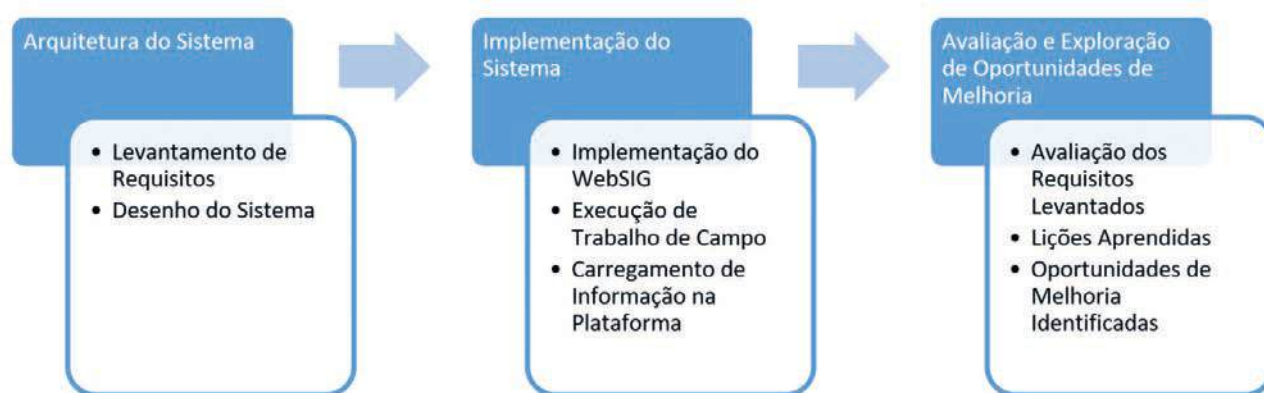 Arquitetura do Sistema
• Levantamento de
Requisitos
• Desenho do Sistema
Implementação do
Sistema
• Implementação do
WebSIG
• Execução de
Trabalho de Campo
• Carregamento de
Informação na
Plataforma
Avaliação e Exploração
de Oportunidades de
Melhoria
• Avaliação dos
Requisitos
Levantados
• Lições Aprendidas
• Oportunidades de
Melhoria
Identificadas